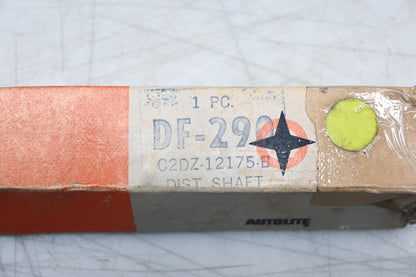 1 PC.
DF-290
C2DZ-12175-B
DIST. SHAFT
AUTOLITE